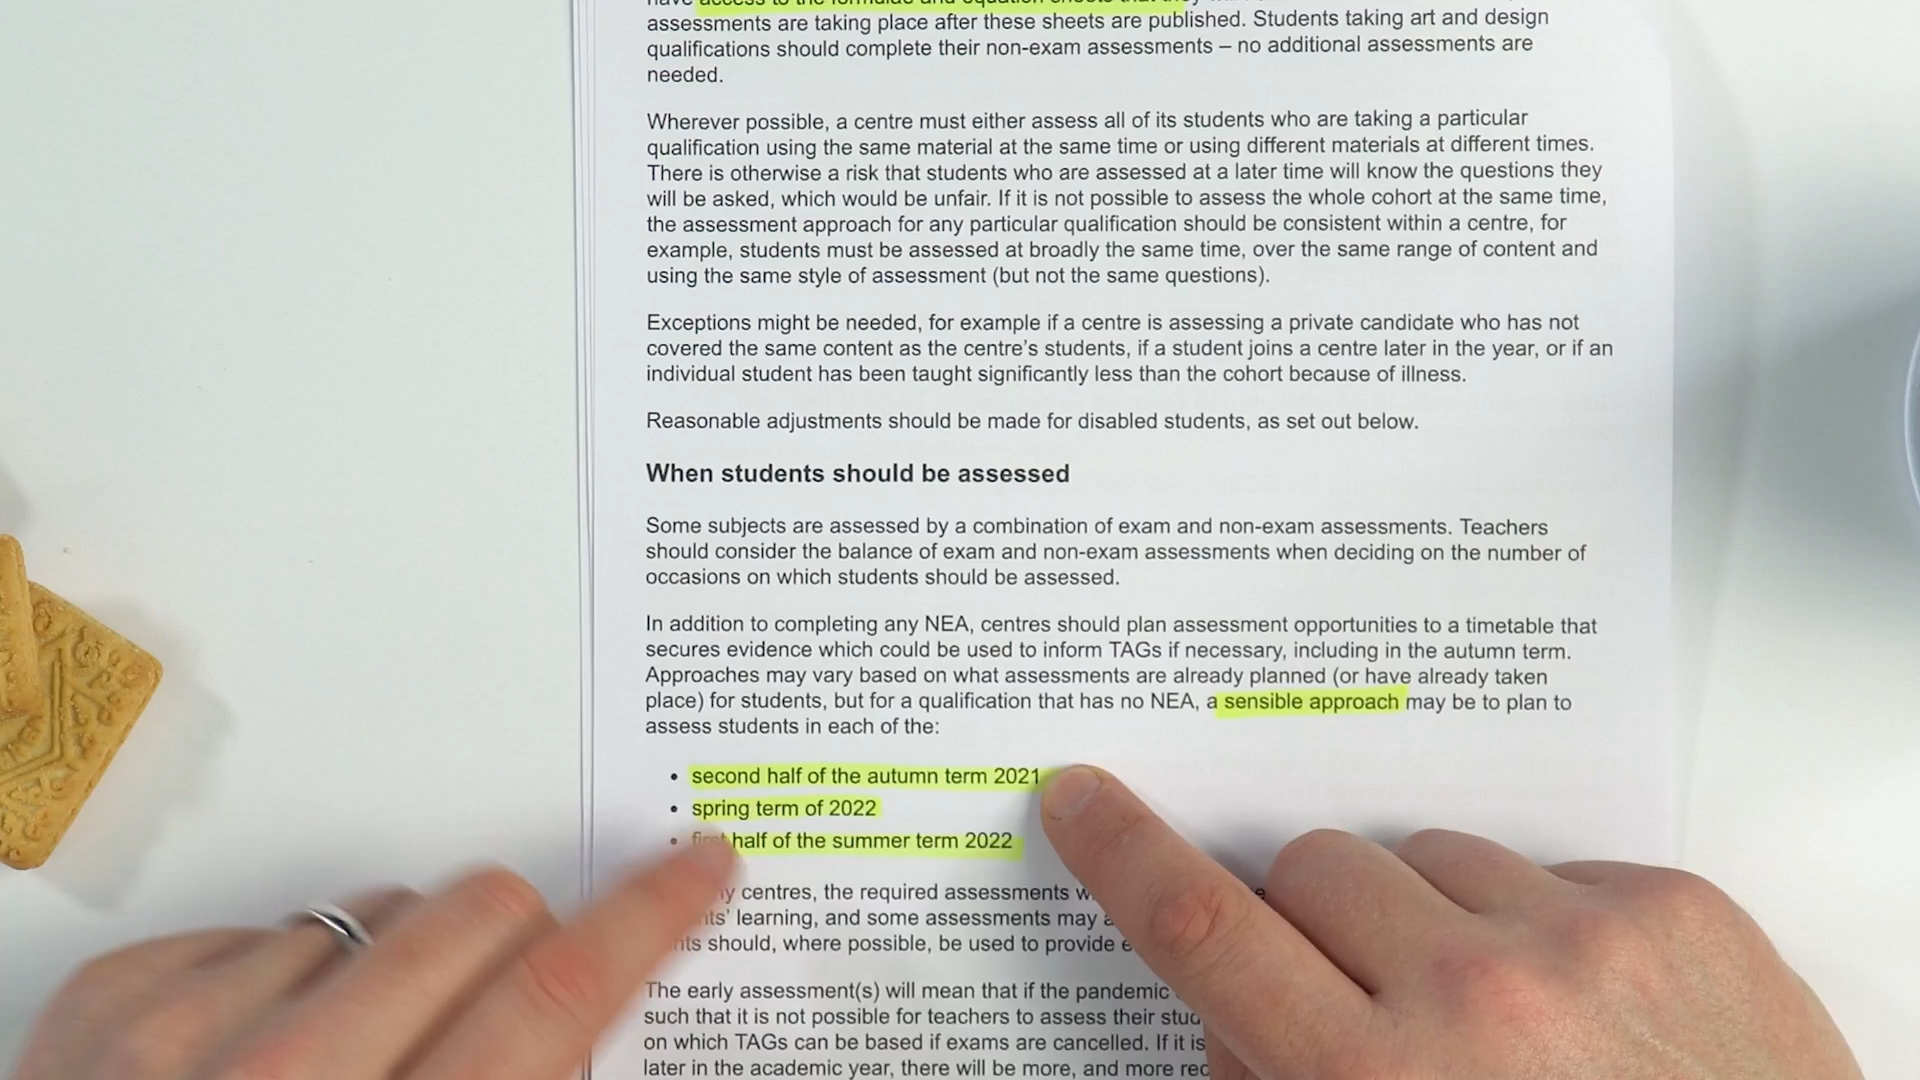 access to the formulae and equation sheets that they
assessments are taking place after these sheets are published. Students taking art and design
qualifications should complete their non-exam assessments – no additional assessments are
needed.
Wherever possible, a centre must either assess all of its students who are taking a particular
qualification using the same material at the same time or using different materials at different times.
There is otherwise a risk that students who are assessed at a later time will know the questions they
will be asked, which would be unfair. If it is not possible to assess the whole cohort at the same time,
the assessment approach for any particular qualification should be consistent within a centre, for
example, students must be assessed at broadly the same time, over the same range of content and
using the same style of assessment (but not the same questions).
Exceptions might be needed, for example if a centre is assessing a private candidate who has not
covered the same content as the centre's students, if a student joins a centre later in the year, or if an
individual student has been taught significantly less than the cohort because of illness.
Reasonable adjustments should be made for disabled students, as set out below.
When students should be assessed
Some subjects are assessed by a combination of exam and non-exam assessments. Teachers
should consider the balance of exam and non-exam assessments when deciding on the number of
occasions on which students should be assessed.
In addition to completing any NEA, centres should plan assessment opportunities to a timetable that
secures evidence which could be used to inform TAGs if necessary, including in the autumn term.
Approaches may vary based on what assessments are already planned (or have already taken
place) for students, but for a qualification that has no NEA, a sensible approach may be to plan to
assess students in each of the:
• second half of the autumn term 2021
• spring term of 2022
• first half of the summer term 2022
centres, the required assessments
learning, and some assessments may
should, where possible, be used to provide
The early assessment(s) will mean that if the pandemic
such that it is not possible for teachers to assess their
on which TAGs can be based if exams are cancelled. If it is
later in the academic year, there will be more, and more